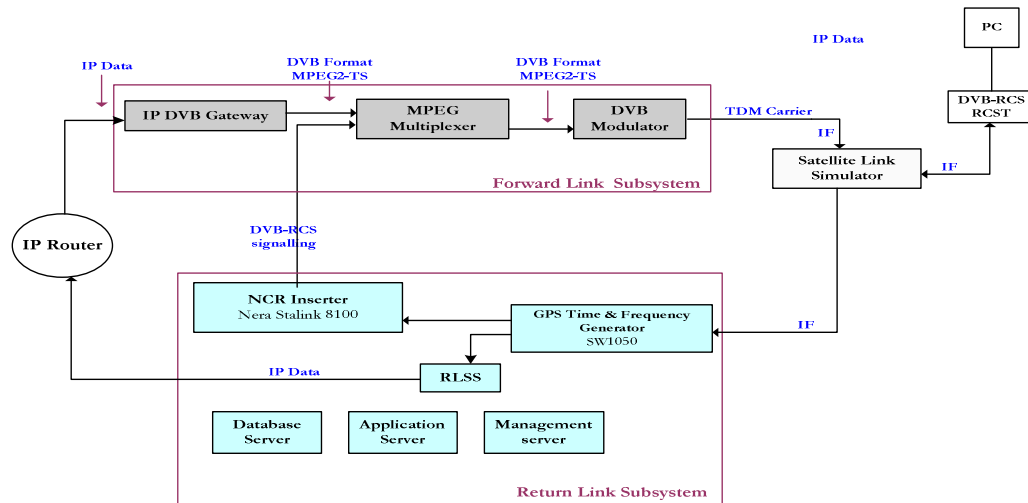 PC
IP Data
DVB Format
MPEG2-TS
DVB Format
MPEG2-TS
IP Data
IP DVB Gateway
MPEG
Multiplexer
DVB
Modulator
TDM Carrier
IF
DVB-RCS
RCST
Satellite Link
Simulator
IF
Forward Link Subsystem
IP Router
DVB-RCS
signalling
NCR Inserter
Nera Stalink 8100
GPS Time & Frequency
Generator
SW1050
IF
IP Data
RLSS
Database
Server
Application
Server
Management
server
Return Link Subsystem